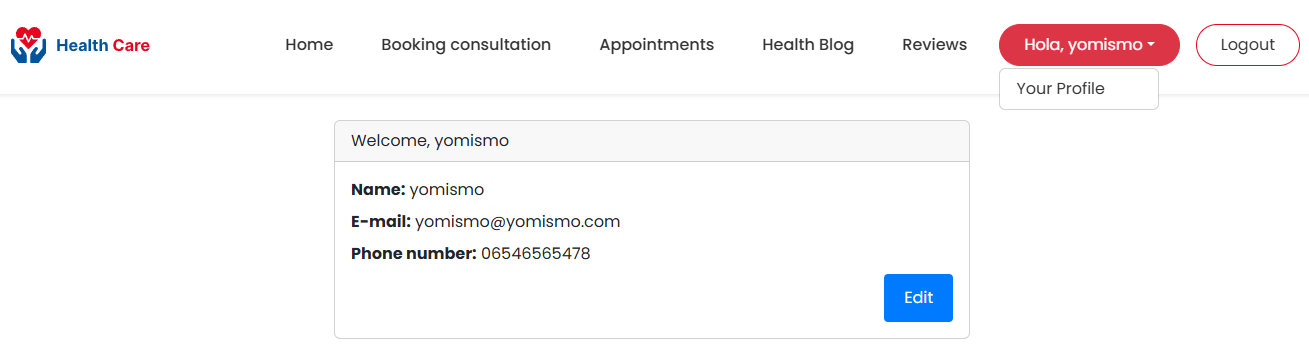 Health Care
Home
Booking consultation
Appointments
Health Blog
Reviews
Hola, yomismo
Logout
Your Profile
Welcome, yomismo
Name: yomismo
E-mail: yomismo@yomismo.com
Phone number: 06546565478
Edit